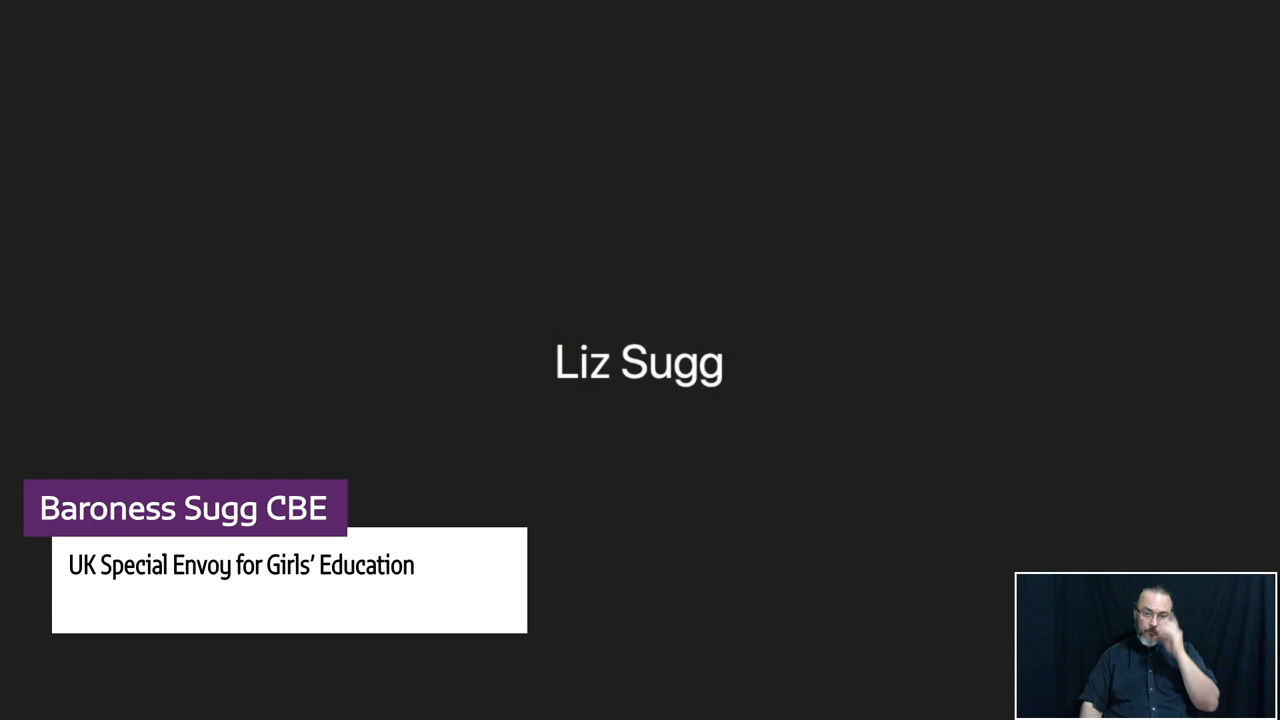 Liz Sugg
Baroness Sugg CBE
UK Special Envoy for Girls’ Education